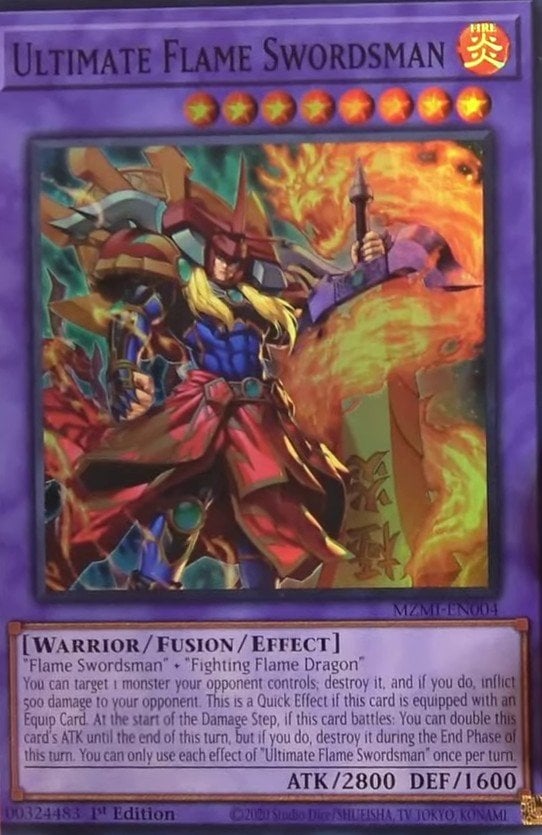 ULTIMATE FLAME SWORDSMAN
FIRE
炎
MZMI-EN004
[WARRIOR/FUSION/EFFECT]
"Flame Swordsman" + "Fighting Flame Dragon"
You can target 1 monster your opponent controls; destroy it, and if you do, inflict
500 damage to your opponent. This is a Quick Effect if this card is equipped with an
Equip Card. At the start of the Damage Step, if this card battles: You can double this
card's ATK until the end of this turn, but if you do, destroy it during the End Phase of
this turn. You can only use each effect of "Ultimate Flame Swordsman" once per turn.
ATK/2800 DEF/1600
00324483 1st Edition ©2020 Studio Dice/SHUEISHA, TV TOKYO, KONAMI